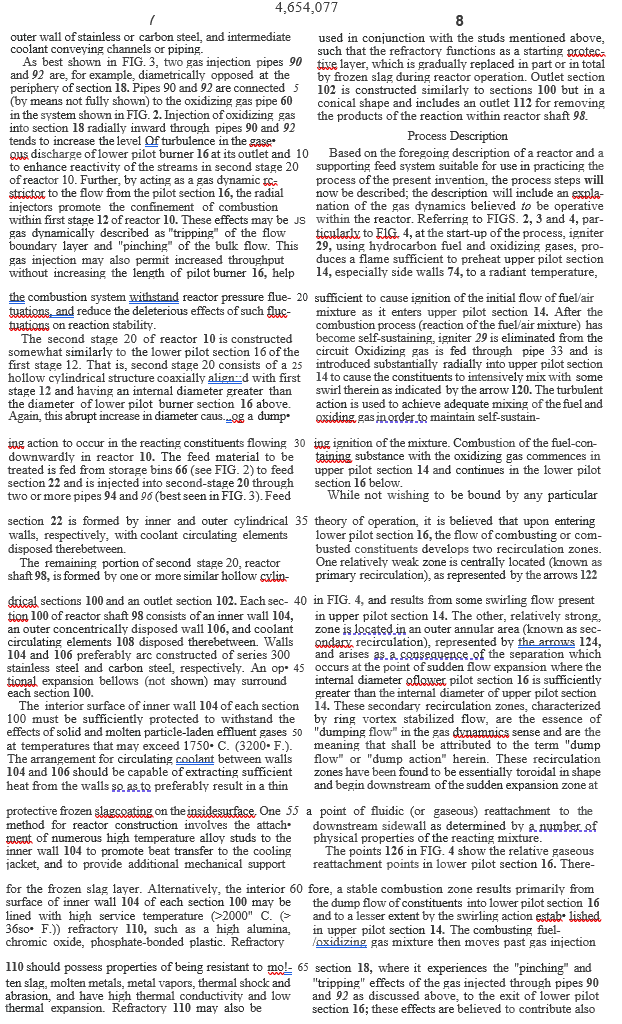 4,654,077
7
8
outer wall of stainless or carbon steel, and intermediate
coolant conveying channels or piping.
As best shown in FIG. 3, two gas injection pipes 90
and 92 are, for example, diametrically opposed at the
periphery of section 18. Pipes 90 and 92 are connected 5
(by means not fully shown) to the oxidizing gas pipe 60
in the system shown in FIG. 2. Injection of oxidizing gas
into section 18 radially inward through pipes 90 and 92
tends to increase the level Of turbulence in the gase•
ous discharge of lower pilot burner 16 at its outlet and 10
to enhance reactivity of the streams in second stage 20
of reactor 10. Further, by acting as a gas dynamic rc-
strictor to the flow from the pilot section 16, the radial
injectors promote the confinement of combustion
within first stage 12 of reactor 10. These effects may be JS
gas dynamically described as "tripping" of the flow
boundary layer and "pinching" of the bulk flow. This
gas injection may also permit increased throughput
without increasing the length of pilot burner 16, help
the combustion system withstand reactor pressure flue- 20
tuations, and reduce the deleterious effects of such fluc-
tuations on reaction stability.
The second stage 20 of reactor 10 is constructed
somewhat similarly to the lower pilot section 16 of the
first stage 12. That is, second stage 20 consists of a 25
hollow cylindrical structure coaxially align::d with first
stage 12 and having an internal diameter greater than
the diameter of lower pilot burner section 16 above.
Again, this abrupt increase in diameter caus.,.,og a dump•
ing action to occur in the reacting constituents flowing 30
downwardly in reactor 10. The feed material to be
treated is fed from storage bins 66 (see FIG. 2) to feed
section 22 and is injected into second-stage 20 through
two or more pipes 94 and 96 (best seen in FIG. 3). Feed
section 22 is formed by inner and outer cylindrical 35
walls, respectively, with coolant circulating elements
disposed therebetween.
The remaining portion of second stage 20, reactor
shaft 98, is formed by one or more similar hollow cylin-
drical sections 100 and an outlet section 102. Each sec- 40
tion 100 of reactor shaft 98 consists of an inner wall 104,
an outer concentrically disposed wall 106, and coolant
circulating elements 108 disposed therebetween. Walls
104 and 106 preferably arc constructed of series 300
stainless steel and carbon steel, respectively. An op• 45
tional expansion bellows (not shown) may surround
each section 100.
The interior surface of inner wall 104 of each section
100 must be sufficiently protected to withstand the
effects of solid and molten particle-laden effluent gases 50
at temperatures that may exceed 1750• C. (3200• F.).
The arrangement for circulating coolant between walls
104 and 106 should be capable of extracting sufficient
heat from the walls so as to preferably result in a thin
protective frozen slagcoating on the insidesurface. One 55
method for reactor construction involves the attach•
ment of numerous high temperature alloy studs to the
inner wall 104 to promote beat transfer to the cooling
jacket, and to provide additional mechanical support
for the frozen slag layer. Alternatively, the interior 60
surface of inner wall 104 of each section 100 may be
lined with high service temperature (>2000" C. (>
36so• F.)) refractory 110, such as a high alumina,
chromic oxide, phosphate-bonded plastic. Refractory
110 should possess properties of being resistant to mo!- 65
ten slag, molten metals, metal vapors, thermal shock and
abrasion, and have high thermal conductivity and low
thermal expansion. Refractory 110 may also be
used in conjunction with the studs mentioned above,
such that the refractory functions as a starting protec-
tive layer, which is gradually replaced in part or in total
by frozen slag during reactor operation. Outlet section
102 is constructed similarly to sections 100 but in a
conical shape and includes an outlet 112 for removing
the products of the reaction within reactor shaft 98.
Process Description
Based on the foregoing description of a reactor and a
supporting feed system suitable for use in practicing the
process of the present invention, the process steps will
now be described; the description will include an expla-
nation of the gas dynamics believed to be operative
within the reactor. Referring to FIGS. 2, 3 and 4, par-
ticularly to FlG. 4, at the start-up of the process, igniter
29, using hydrocarbon fuel and oxidizing gases, pro-
duces a flame sufficient to preheat upper pilot section
14, especially side walls 74, to a radiant temperature,
sufficient to cause ignition of the initial flow of fuel/air
mixture as it enters upper pilot section 14. After the
combustion process (reaction of the fuel/air mixture) has
become self-sustaining, igniter 29 is eliminated from the
circuit Oxidizing gas is fed through pipe 33 and is
introduced substantially radially into upper pilot section
14 to cause the constituents to intensively mix with some
swirl therein as indicated by the arrow 120. The turbulent
action is used to achieve adequate mixing of the fuel and
oxiding gas in order to maintain self-sustain-
ing ignition of the mixture. Combustion of the fuel-con-
taining substance with the oxidizing gas commences in
upper pilot section 14 and continues in the lower pilot
section 16 below.
While not wishing to be bound by any particular
theory of operation, it is believed that upon entering
lower pilot section 16, the flow of combusting or com-
busted constituents develops two recirculation zones.
One relatively weak zone is centrally located (known as
primary recirculation), as represented by the arrows 122
in FIG. 4, and results from some swirling flow present
in upper pilot section 14. The other, relatively strong,
zone is located in an outer annular area (known as sec-
ondary recirculation), represented by the arrows 124,
and arises as a consequence of the separation which
occurs at the point of sudden flow expansion where the
internal diameter oflower pilot section 16 is sufficiently
greater than the internal diameter of upper pilot section
14. These secondary recirculation zones, characterized
by ring vortex stabilized flow, are the essence of
"dumping flow" in the gas dynamnics sense and are the
meaning that shall be attributed to the term "dump
flow" or "dump action" herein. These recirculation
zones have been found to be essentially toroidal in shape
and begin downstream of the sudden expansion zone at
a point of fluidic (or gaseous) reattachment to the
downstream sidewall as determined by a number of
physical properties of the reacting mixture.
The points 126 in FIG. 4 show the relative gaseous
reattachment points in lower pilot section 16. There-
fore, a stable combustion zone results primarily from
the dump flow of constituents into lower pilot section 16
and to a lesser extent by the swirling action estab• lished
in upper pilot section 14. The combusting fuel-
/oxidizing gas mixture then moves past gas injection
section 18, where it experiences the "pinching" and
"tripping" effects of the gas injected through pipes 90
and 92 as discussed above, to the exit of lower pilot
section 16; these effects are believed to contribute also